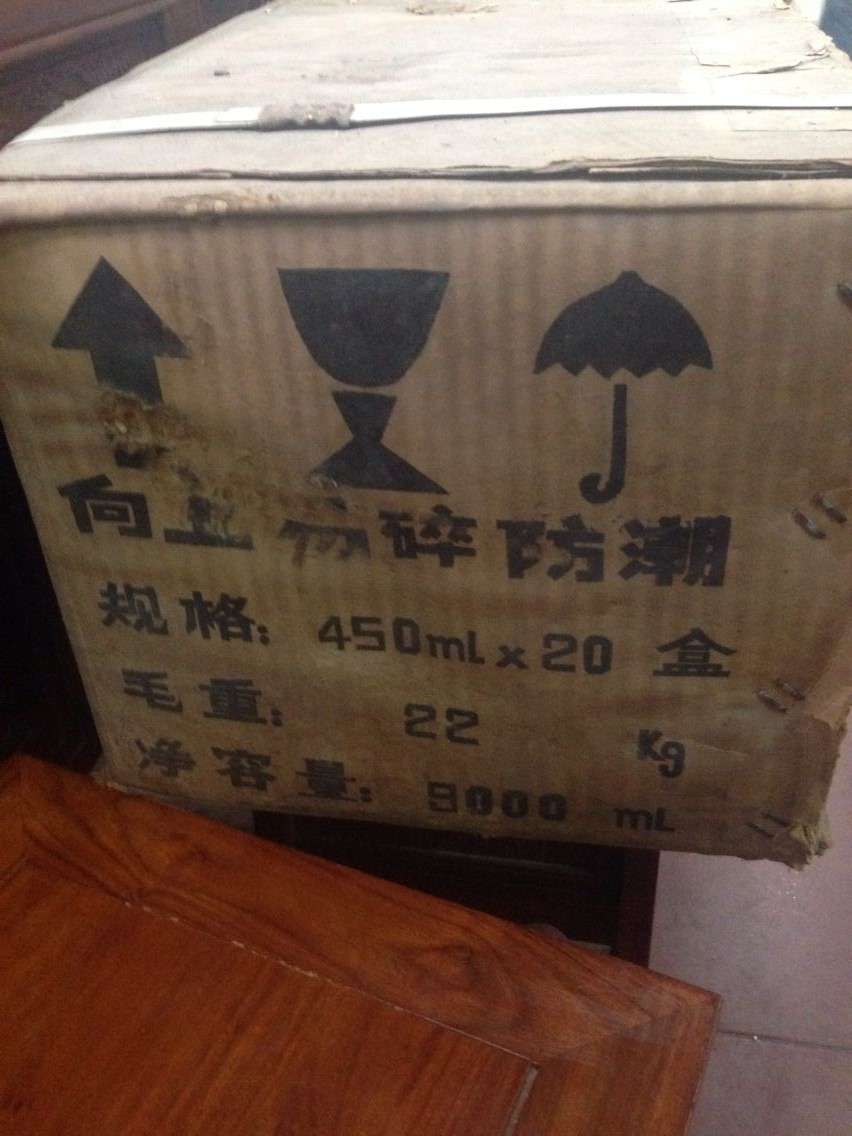 向上 易碎 防潮
规格: 450ml x 20 盒
毛重: 22 Kg
净容量: 9000 mL